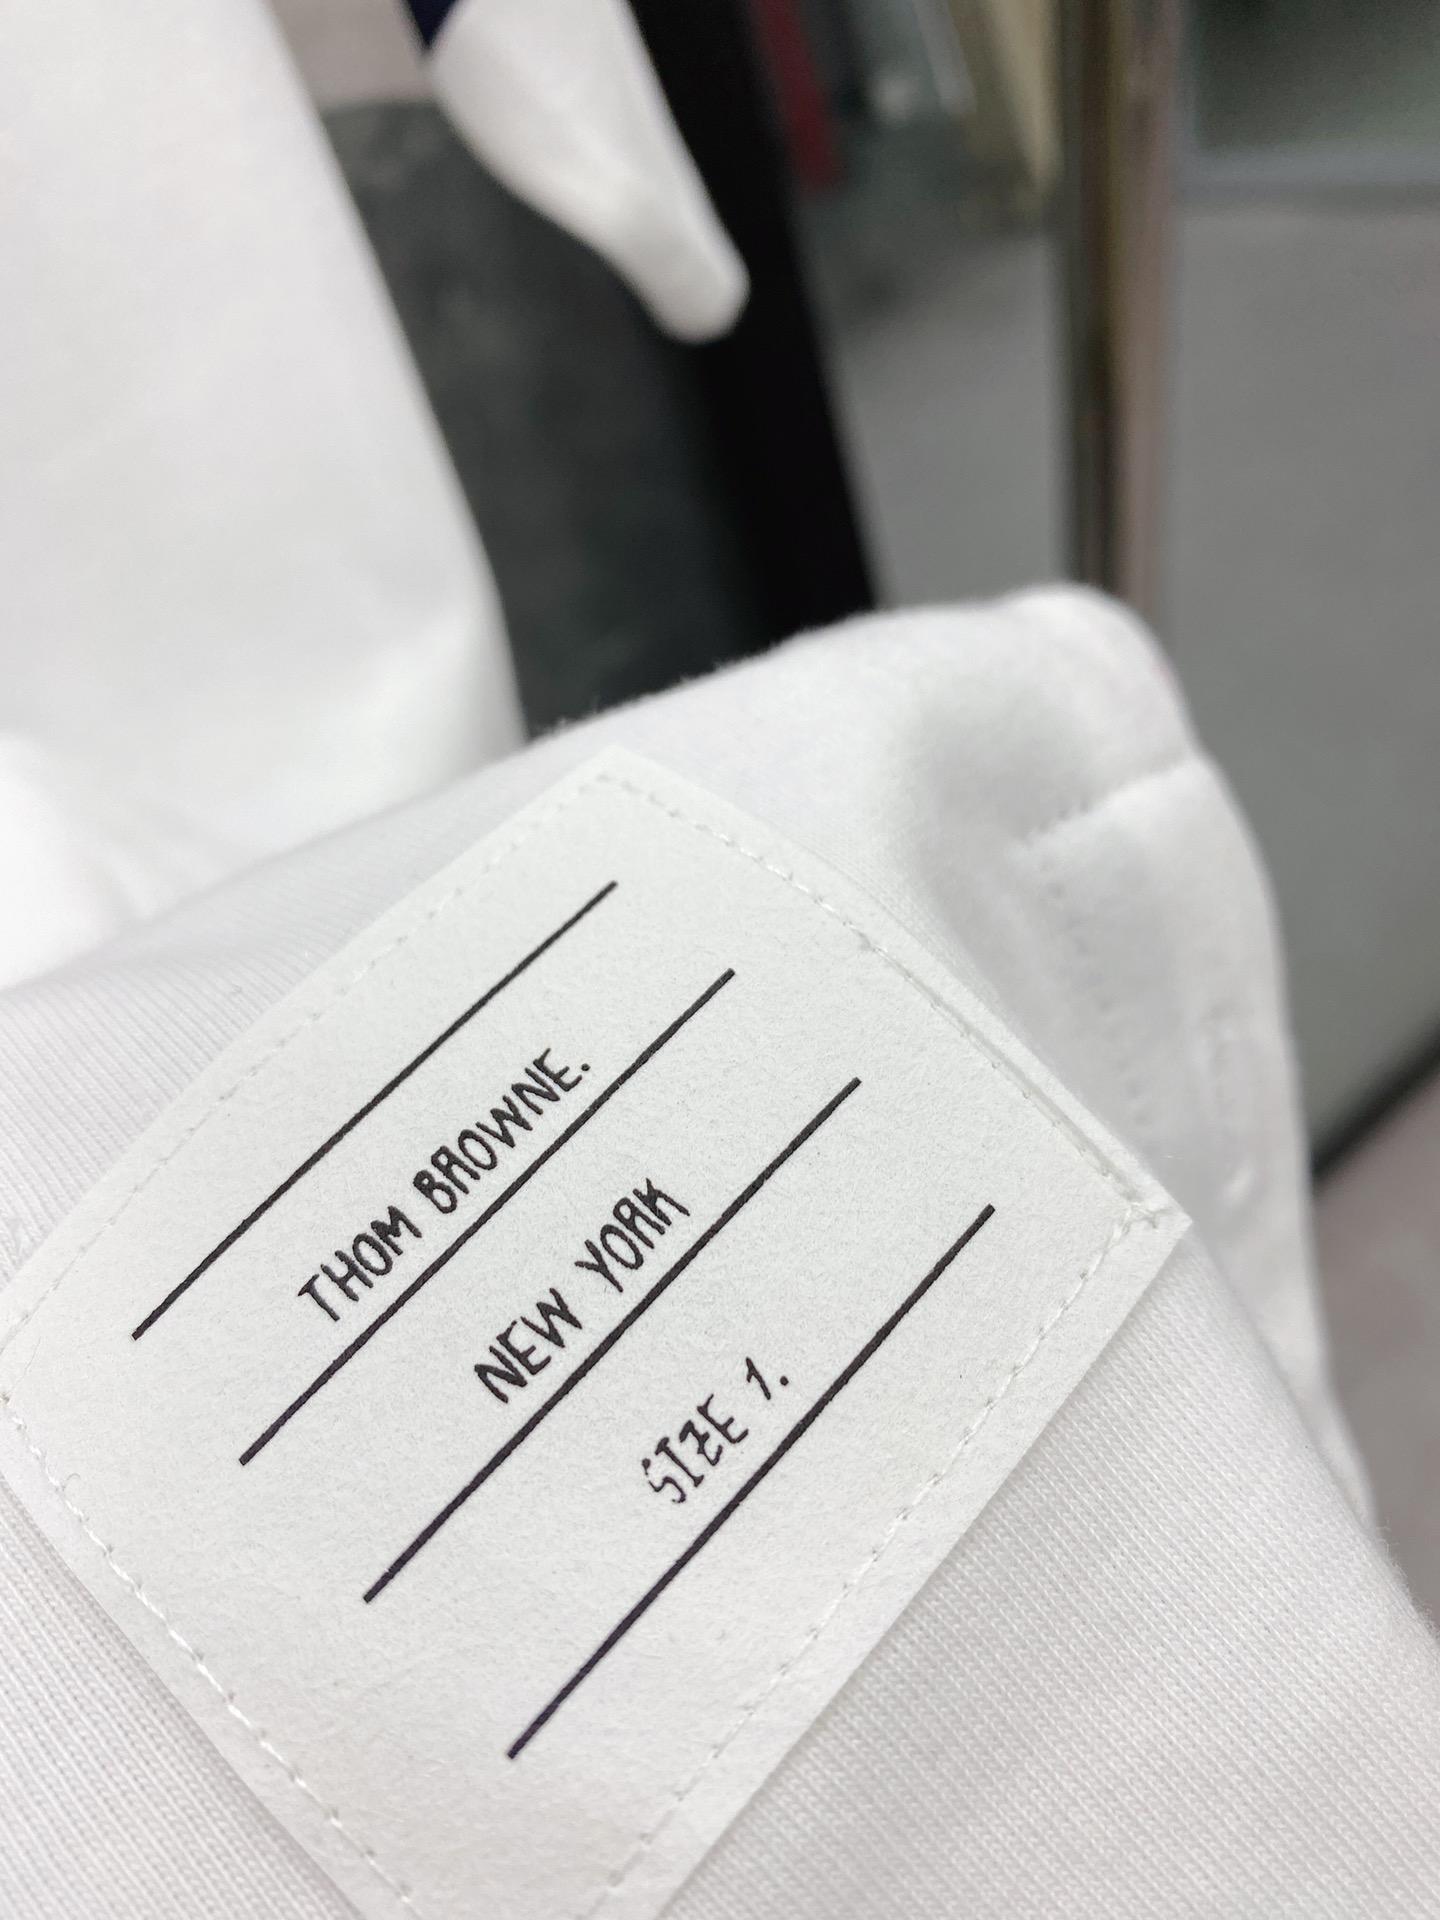 THOM BROWNE.
NEW YORK
SIZE 1.